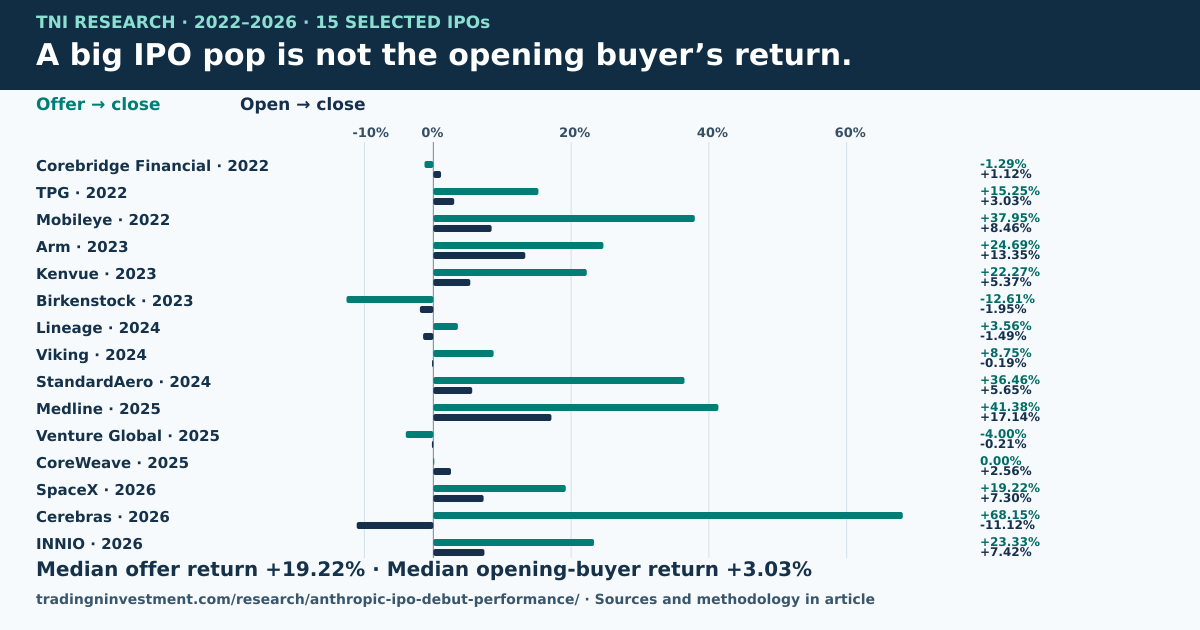 TNI RESEARCH · 2022–2026 · 15 SELECTED IPOs
A big IPO pop is not the opening buyer’s return.
Offer → close Open → close
-10% 0% 20% 40% 60%
Corebridge Financial · 2022 -1.29%
+1.12%
TPG · 2022 +15.25%
+3.03%
Mobileye · 2022 +37.95%
+8.46%
Arm · 2023 +24.69%
+13.35%
Kenvue · 2023 +22.27%
+5.37%
Birkenstock · 2023 -12.61%
-1.95%
Lineage · 2024 +3.56%
-1.49%
Viking · 2024 +8.75%
-0.19%
StandardAero · 2024 +36.46%
+5.65%
Medline · 2025 +41.38%
+17.14%
Venture Global · 2025 -4.00%
-0.21%
CoreWeave · 2025 0.00%
+2.56%
SpaceX · 2026 +19.22%
+7.30%
Cerebras · 2026 +68.15%
-11.12%
INNIO · 2026 +23.33%
+7.42%
Median offer return +19.22% · Median opening-buyer return +3.03%
tradingninvestment.com/research/anthropic-ipo-debut-performance/ · Sources and methodology in article